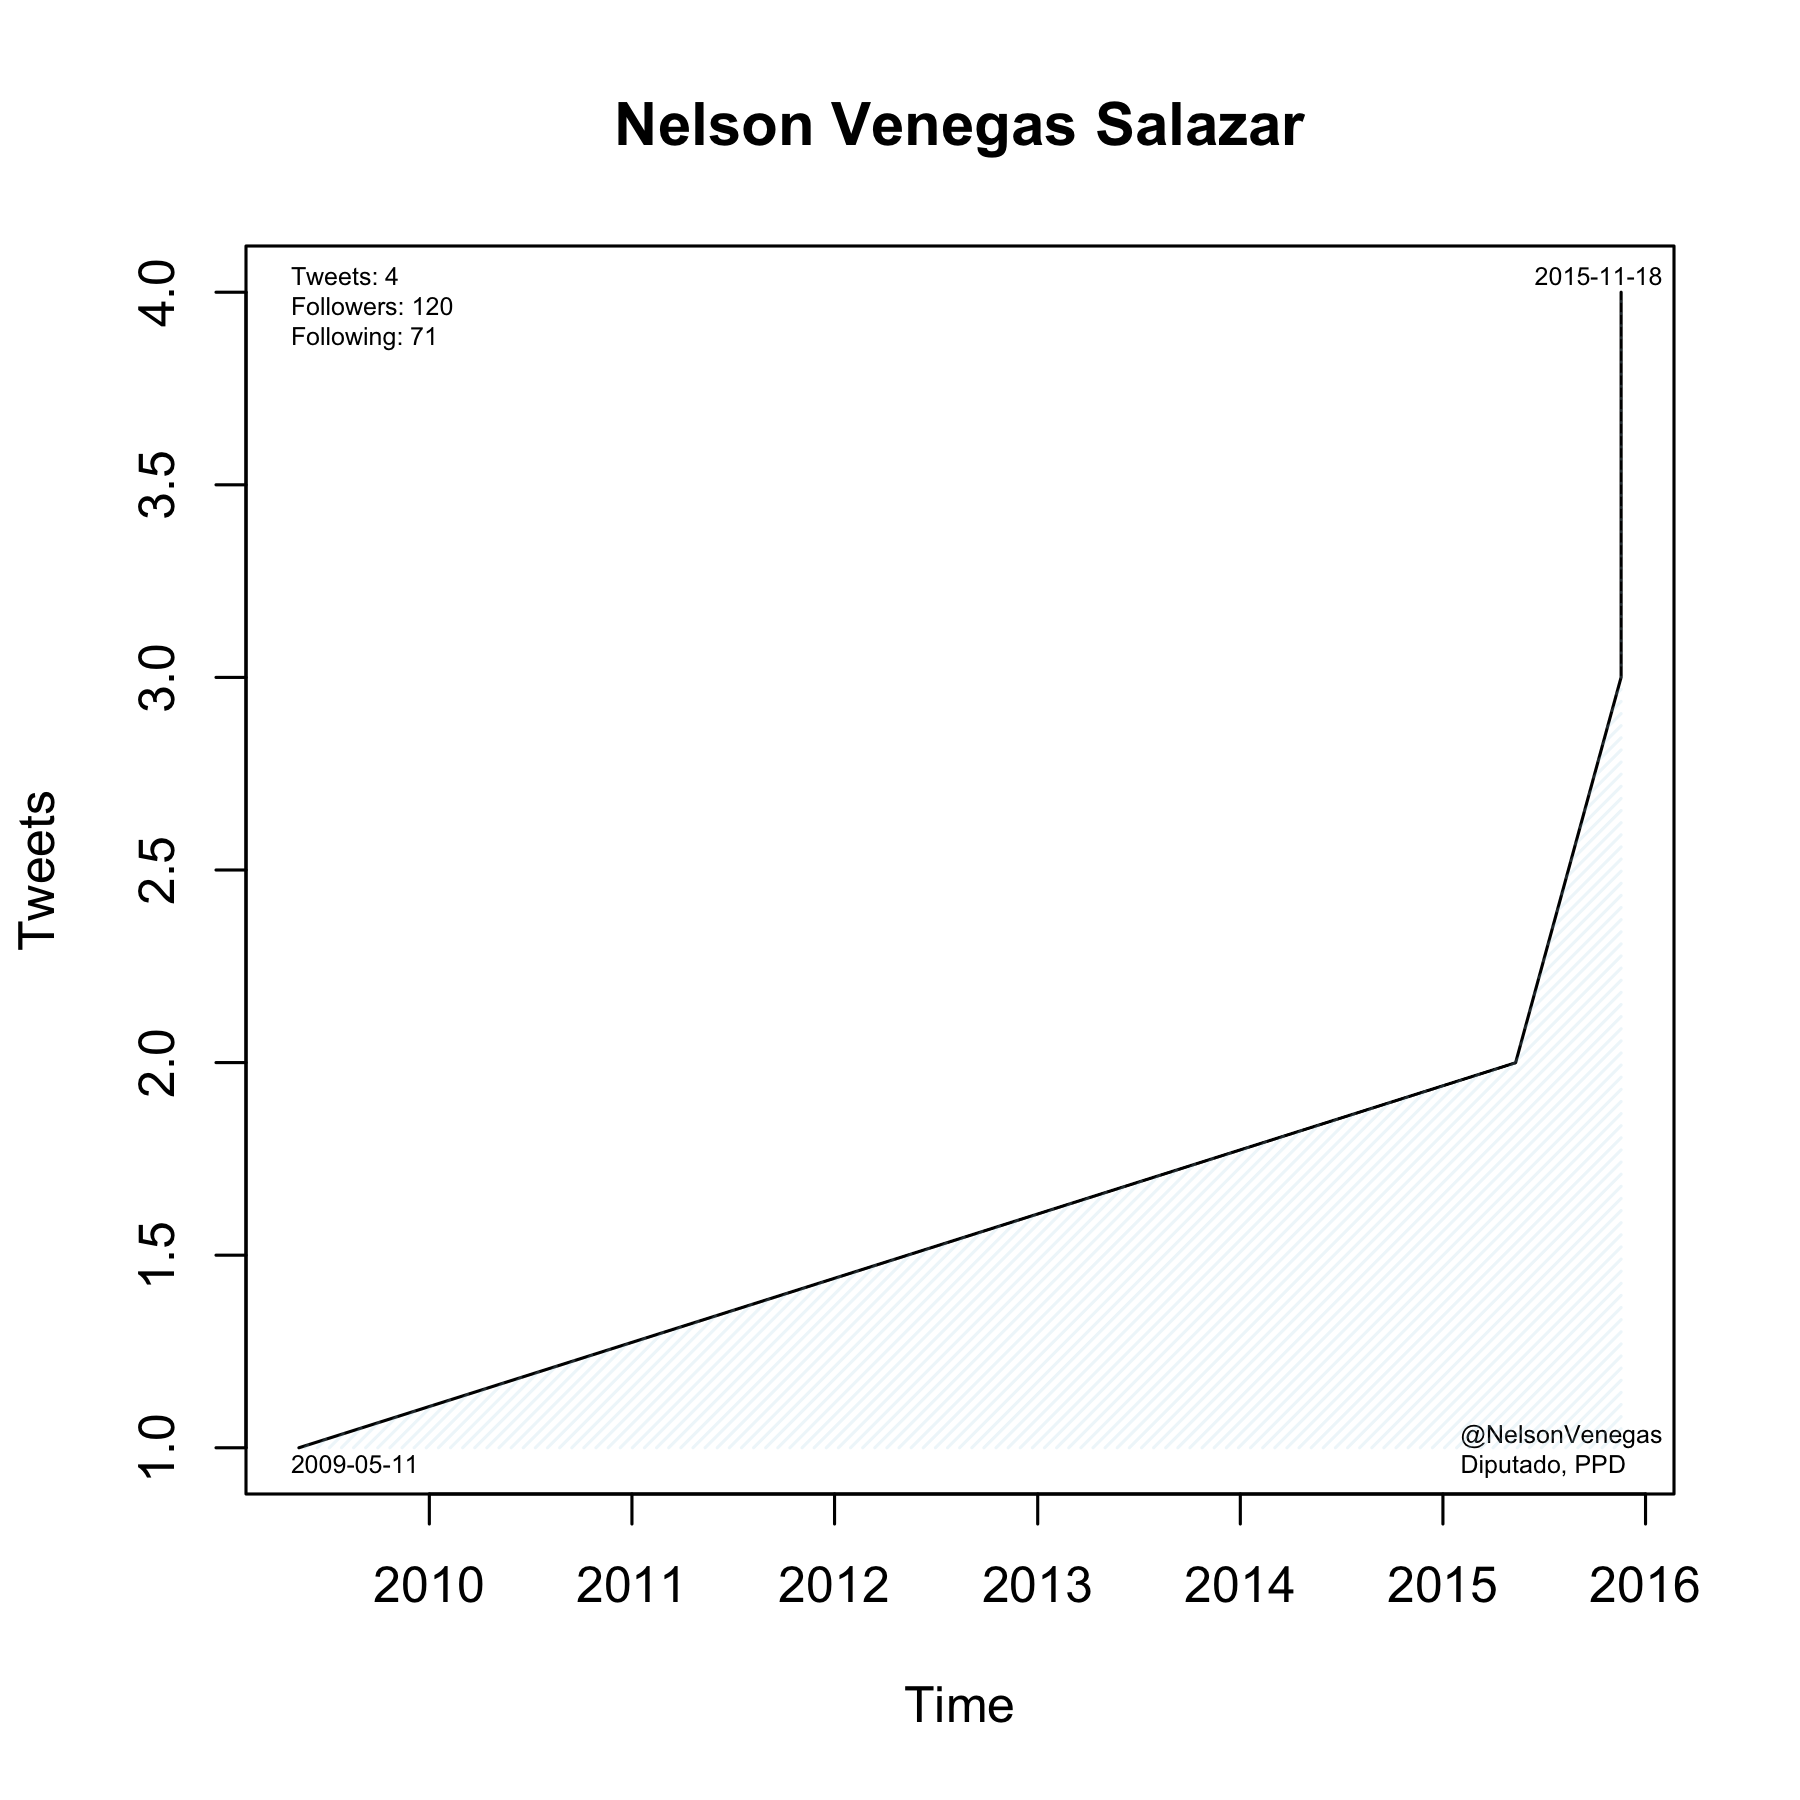 Nelson Venegas Salazar
Tweets: 4
Followers: 120
Following: 71
2015-11-18
4.0
3.5
3.0
2.5
2.0
1.5
1.0
Tweets
2009-05-11
@NelsonVenegas
Diputado, PPD
2010 2011 2012 2013 2014 2015 2016
Time